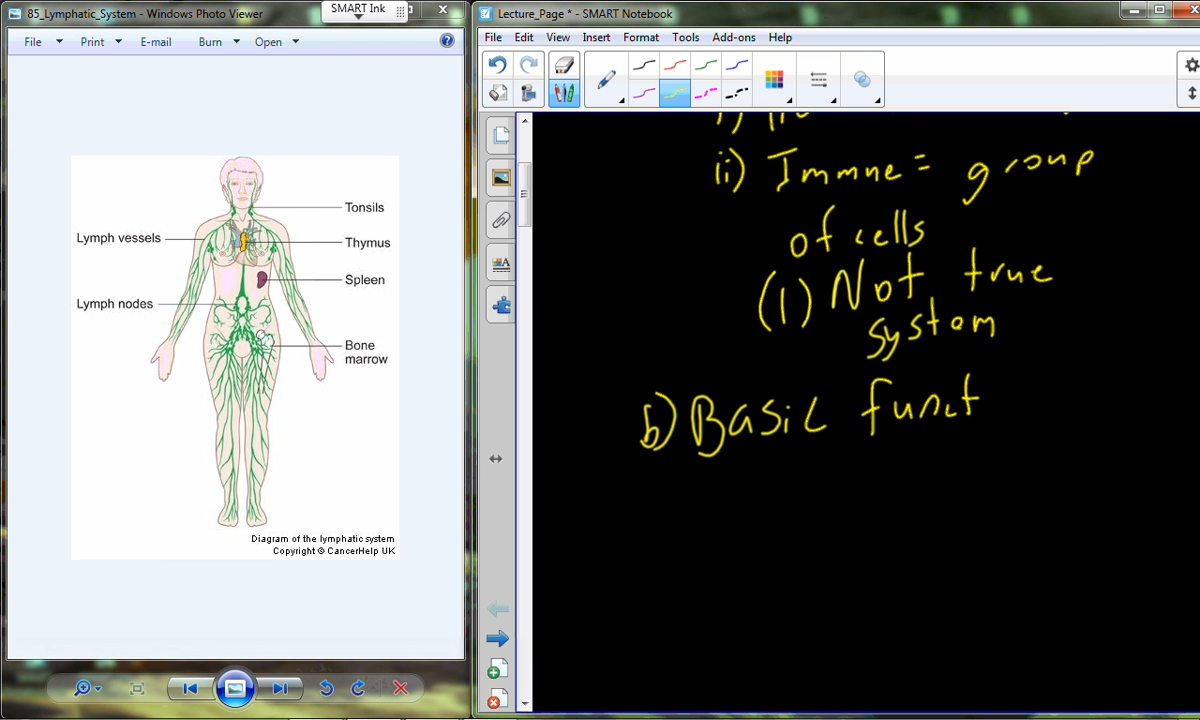 85_Lymphatic_System - Windows Photo Viewer
SMART Ink
File Print E-mail Burn Open
Tonsils
Lymph vessels
Thymus
Spleen
Lymph nodes
Bone
marrow
Diagram of the lymphatic system
Copyright © CancerHelp UK
Lecture_Page * - SMART Notebook
File Edit View Insert Format Tools Add-ons Help
ii) Immune = group
of cells
(1) Not true
system
b) Basic funct